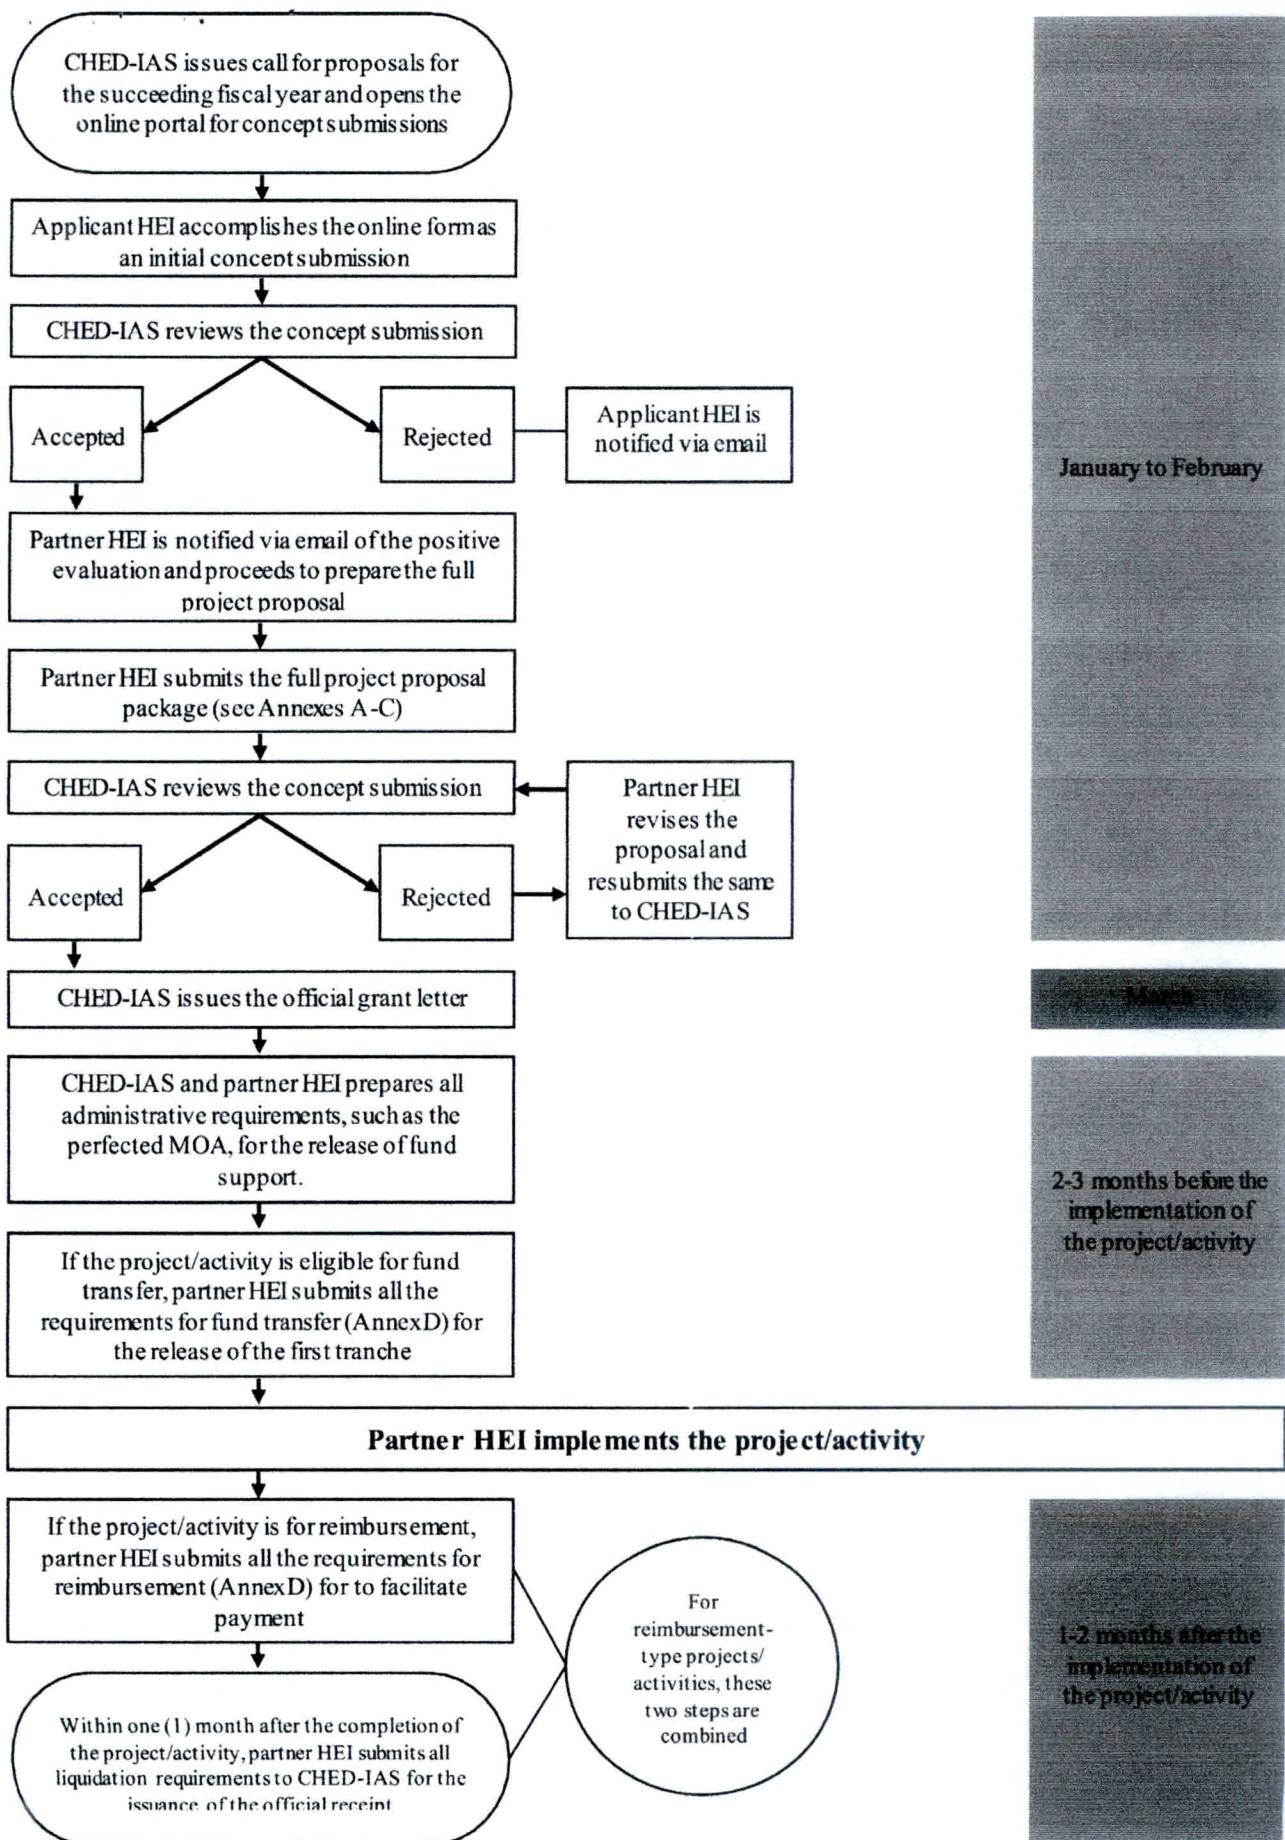 CHED-IAS issues call for proposals for
the succeeding fiscal year and opens the
online portal for concept submissions
Applicant HEI accomplishes the online form as
an initial concept submission
CHED-IAS reviews the concept submission
Accepted
Rejected
Applicant HEI is
notified via email
January to February
Partner HEI is notified via email of the positive
evaluation and proceeds to prepare the full
project proposal
Partner HEI submits the full project proposal
package (see Annexes A-C)
CHED-IAS reviews the concept submission
Partner HEI
revises the
proposal and
resubmits the same
to CHED-IAS
Accepted
Rejected
CHED-IAS issues the official grant letter
March
CHED-IAS and partner HEI prepares all
administrative requirements, such as the
perfected MOA, for the release of fund
support.
2-3 months before the
implementation of
the project/activity
If the project/activity is eligible for fund
transfer, partner HEI submits all the
requirements for fund transfer (Annex D) for
the release of the first tranche
Partner HEI implements the project/activity
If the project/activity is for reimbursement,
partner HEI submits all the requirements for
reimbursement (Annex D) for to facilitate
payment
For
reimbursement-
type projects/
activities, these
two steps are
combined
1-2 months after the
implementation of
the project/activity
Within one (1) month after the completion of
the project/activity, partner HEI submits all
liquidation requirements to CHED-IAS for the
issuance of the official receipt